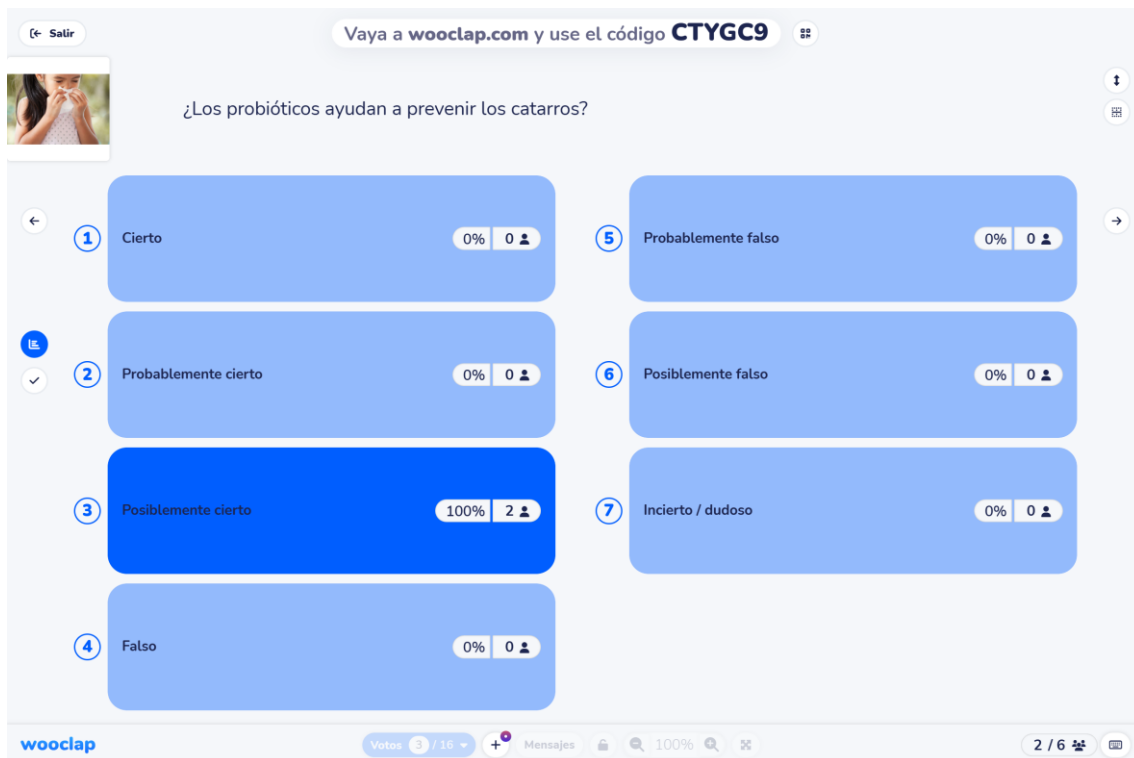 Salir
Vaya a wooclap.com y use el código CTYGC9
¿Los probióticos ayudan a prevenir los catarros?
1 Cierto 0% 0
2 Probablemente cierto 0% 0
3 Posiblemente cierto 100% 2
4 Falso 0% 0
5 Probablemente falso 0% 0
6 Posiblemente falso 0% 0
7 Incierto / dudoso 0% 0
wooclap
Votos 3 / 16
Mensajes
100%
2 / 6